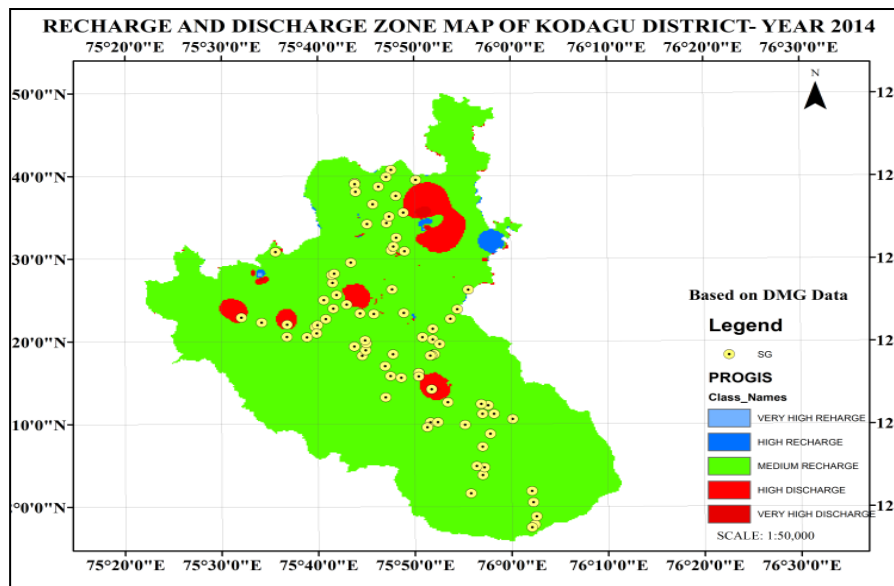 RECHARGE AND DISCHARGE ZONE MAP OF KODAGU DISTRICT- YEAR 2014
75°20'0"E 75°30'0"E 75°40'0"E 75°50'0"E 76°0'0"E 76°10'0"E 76°20'0"E 76°30'0"E
N
50'0"N 12
40'0"N 12
30'0"N 12
20'0"N 12
10'0"N 12
°0'0"N 12
Based on DMG Data
Legend
SG
PROGIS
Class_Names
VERY HIGH REHARGE
HIGH RECHARGE
MEDIUM RECHARGE
HIGH DISCHARGE
VERY HIGH DISCHARGE
SCALE: 1:50,000
75°20'0"E 75°30'0"E 75°40'0"E 75°50'0"E 76°0'0"E 76°10'0"E 76°20'0"E 76°30'0"E